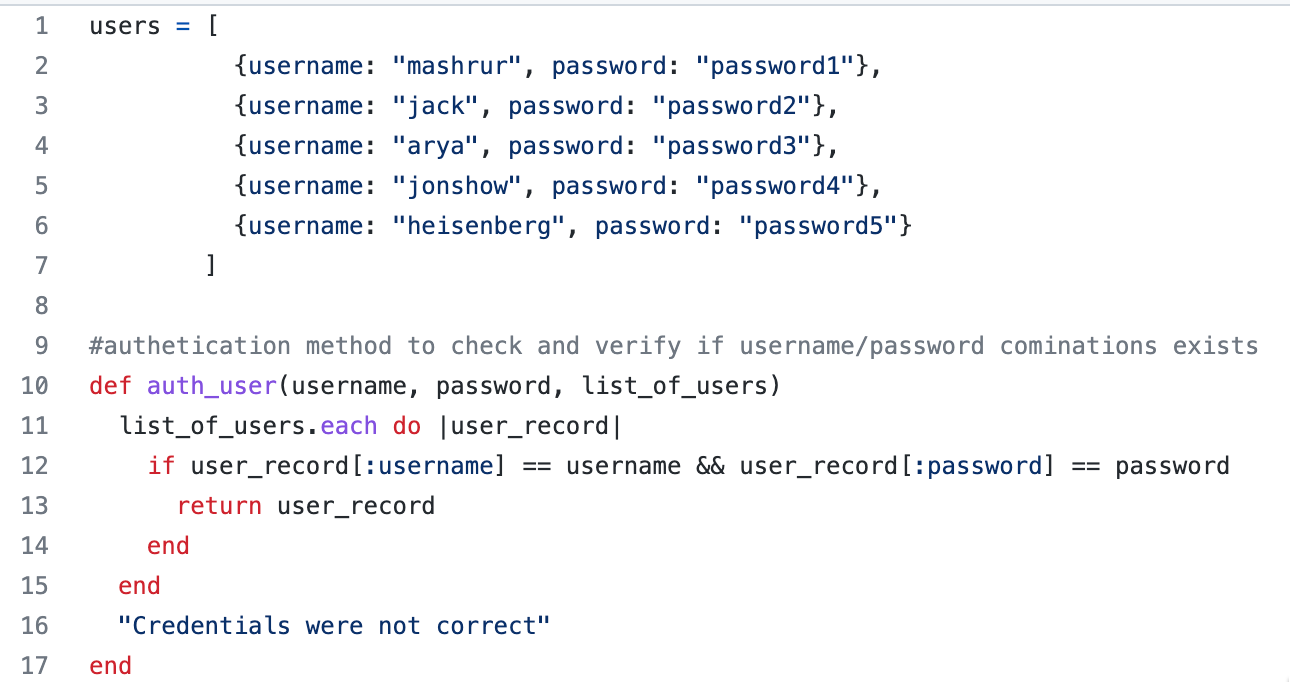 1 users = [
2 {username: "mashrur", password: "password1"},
3 {username: "jack", password: "password2"},
4 {username: "arya", password: "password3"},
5 {username: "jonshow", password: "password4"},
6 {username: "heisenberg", password: "password5"}
7 ]
8
9 #authetication method to check and verify if username/password cominations exists
10 def auth_user(username, password, list_of_users)
11 list_of_users.each do |user_record|
12 if user_record[:username] == username && user_record[:password] == password
13 return user_record
14 end
15 end
16 "Credentials were not correct"
17 end